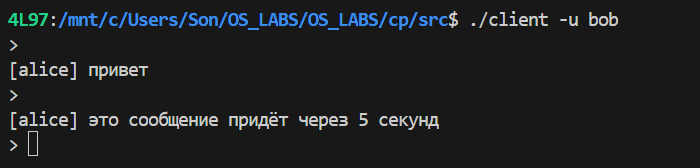 4L97:/mnt/c/Users/Son/OS_LABS/OS_LABS/cp/src$ ./client -u bob
>
[alice] привет
>
[alice] это сообщение придёт через 5 секунд
>